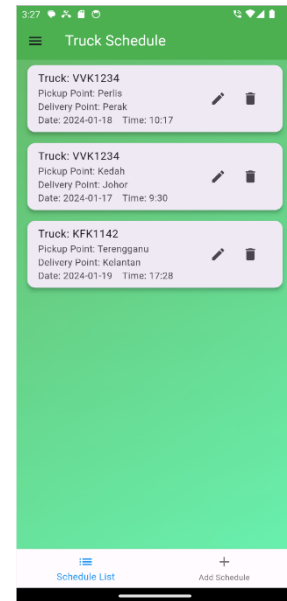 3:27
Truck Schedule
Truck: VVK1234
Pickup Point: Perlis
Delivery Point: Perak
Date: 2024-01-18 Time: 10:17
Truck: VVK1234
Pickup Point: Kedah
Delivery Point: Johor
Date: 2024-01-17 Time: 9:30
Truck: KFK1142
Pickup Point: Terengganu
Delivery Point: Kelantan
Date: 2024-01-19 Time: 17:28
Schedule List
Add Schedule